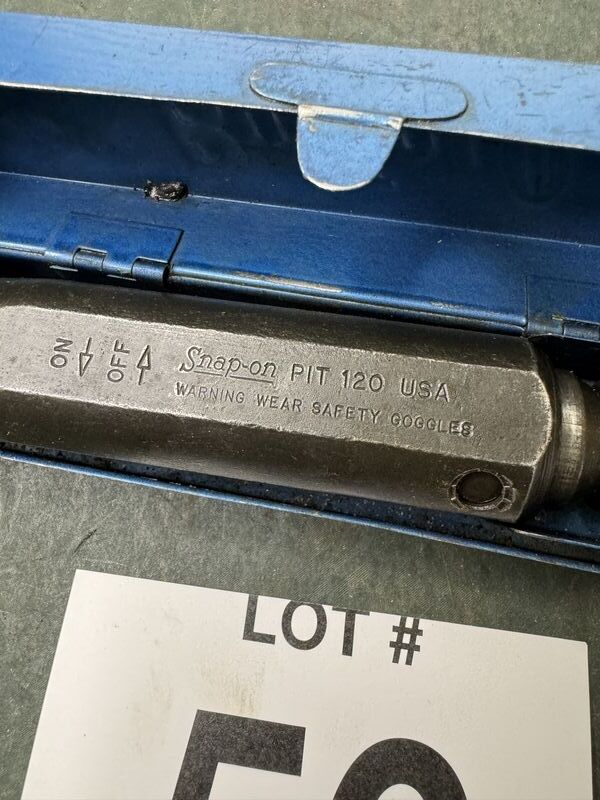 ON ↓ OFF ↑ Snap-on PIT 120 USA
WARNING WEAR SAFETY GOGGLES
LOT #